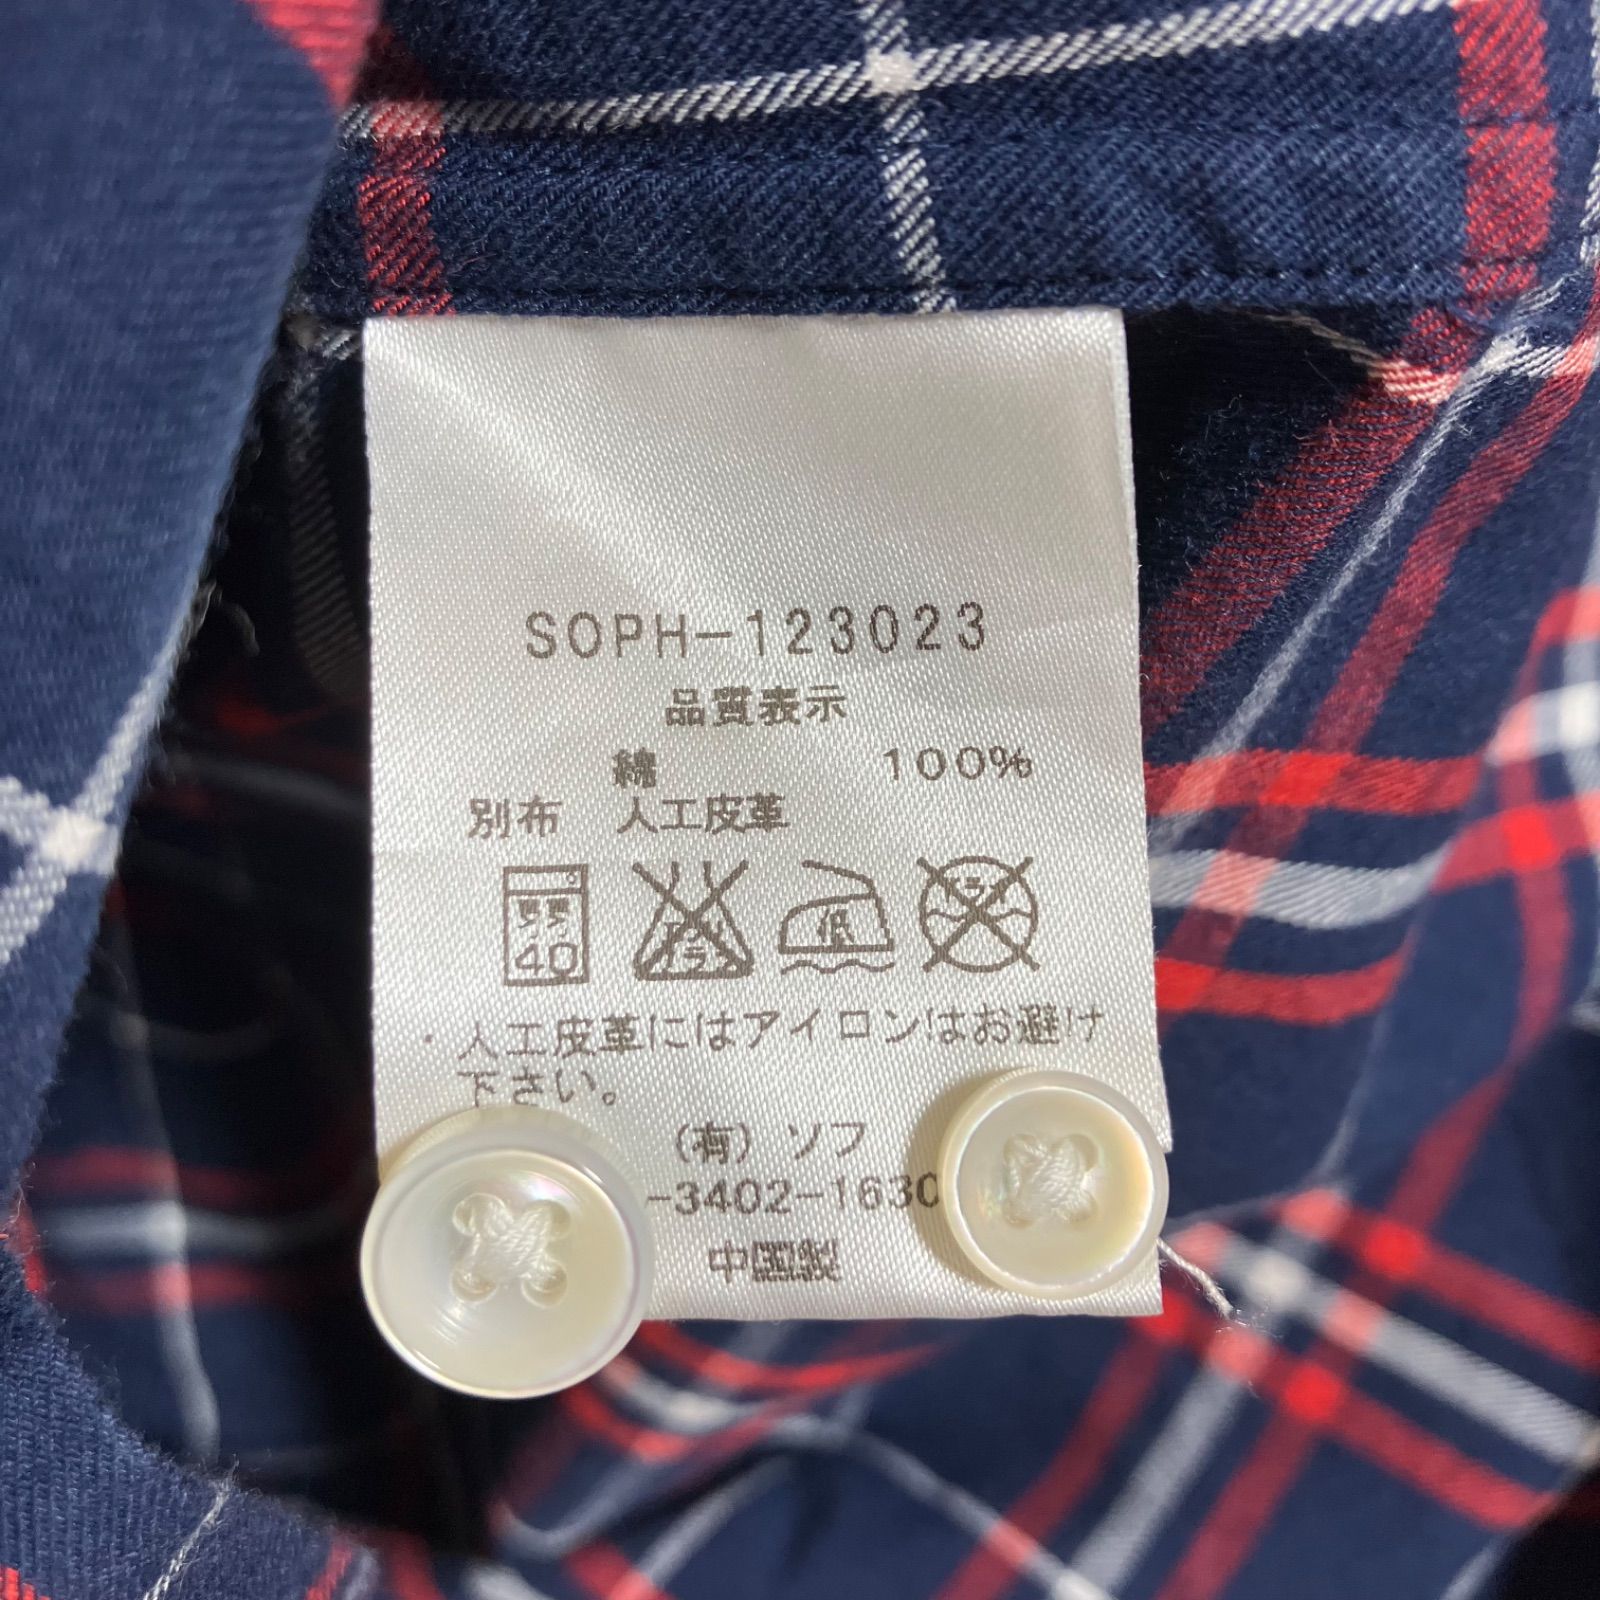 SOPH-123023
品質表示
綿 100%
別布 人工皮革
40 低
・人工皮革にはアイロンはお避け
下さい。
(有) ソフ
-3402-1630
中国製